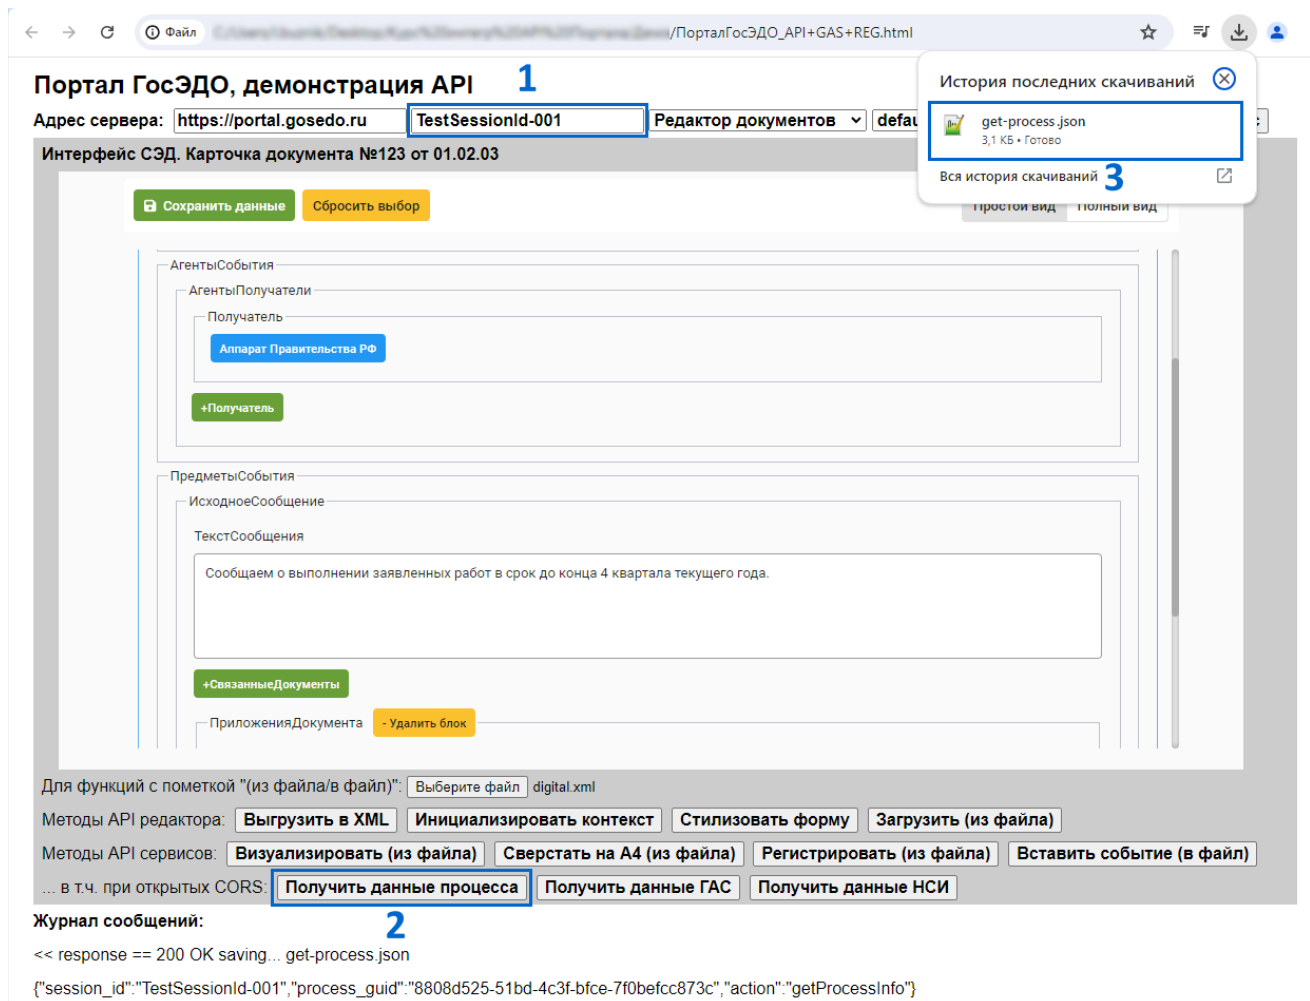 Файл
/ПорталГосЭДО_API+GAS+REG.html
История последних скачиваний
get-process.json
3,1 КБ • Готово
Вся история скачиваний
3
Портал ГосЭДО, демонстрация API
1
Адрес сервера: https://portal.gosedo.ru TestSessionId-001 Редактор документов
Интерфейс СЭД. Карточка документа №123 от 01.02.03
Сохранить данные Сбросить выбор Простой вид Полный вид
АгентыСобытия
АгентыПолучатели
Получатель
Аппарат Правительства РФ
+Получатель
ПредметыСобытия
ИсходноеСообщение
ТекстСообщения
Сообщаем о выполнении заявленных работ в срок до конца 4 квартала текущего года.
+СвязанныеДокументы
ПриложенияДокумента - Удалить блок
Для функций с пометкой "(из файла/в файл)": Выберите файл digital.xml
Методы API редактора: Выгрузить в XML Инициализировать контекст Стилизовать форму Загрузить (из файла)
Методы API сервисов: Визуализировать (из файла) Сверстать на А4 (из файла) Регистрировать (из файла) Вставить событие (в файл)
... в т.ч. при открытых CORS: Получить данные процесса Получить данные ГАС Получить данные НСИ
2
Журнал сообщений:
<< response == 200 OK saving... get-process.json
{"session_id":"TestSessionId-001","process_guid":"8808d525-51bd-4c3f-bfce-7f0befcc873c","action":"getProcessInfo"}